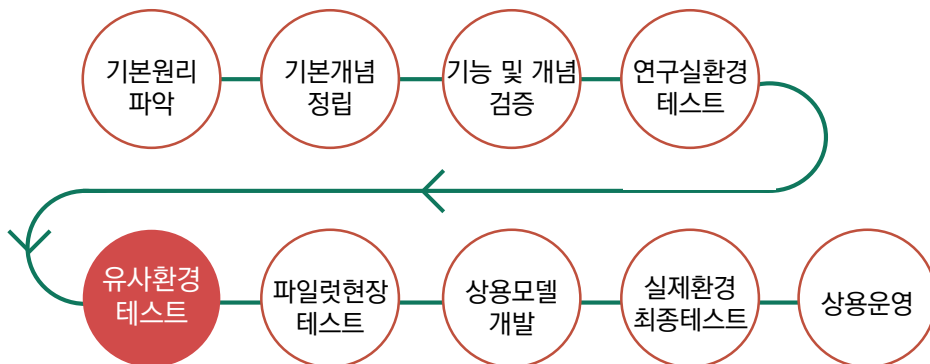 기본원리
파악
기본개념
정립
기능 및 개념
검증
연구실환경
테스트
유사환경
테스트
파일럿현장
테스트
상용모델
개발
실제환경
최종테스트
상용운영